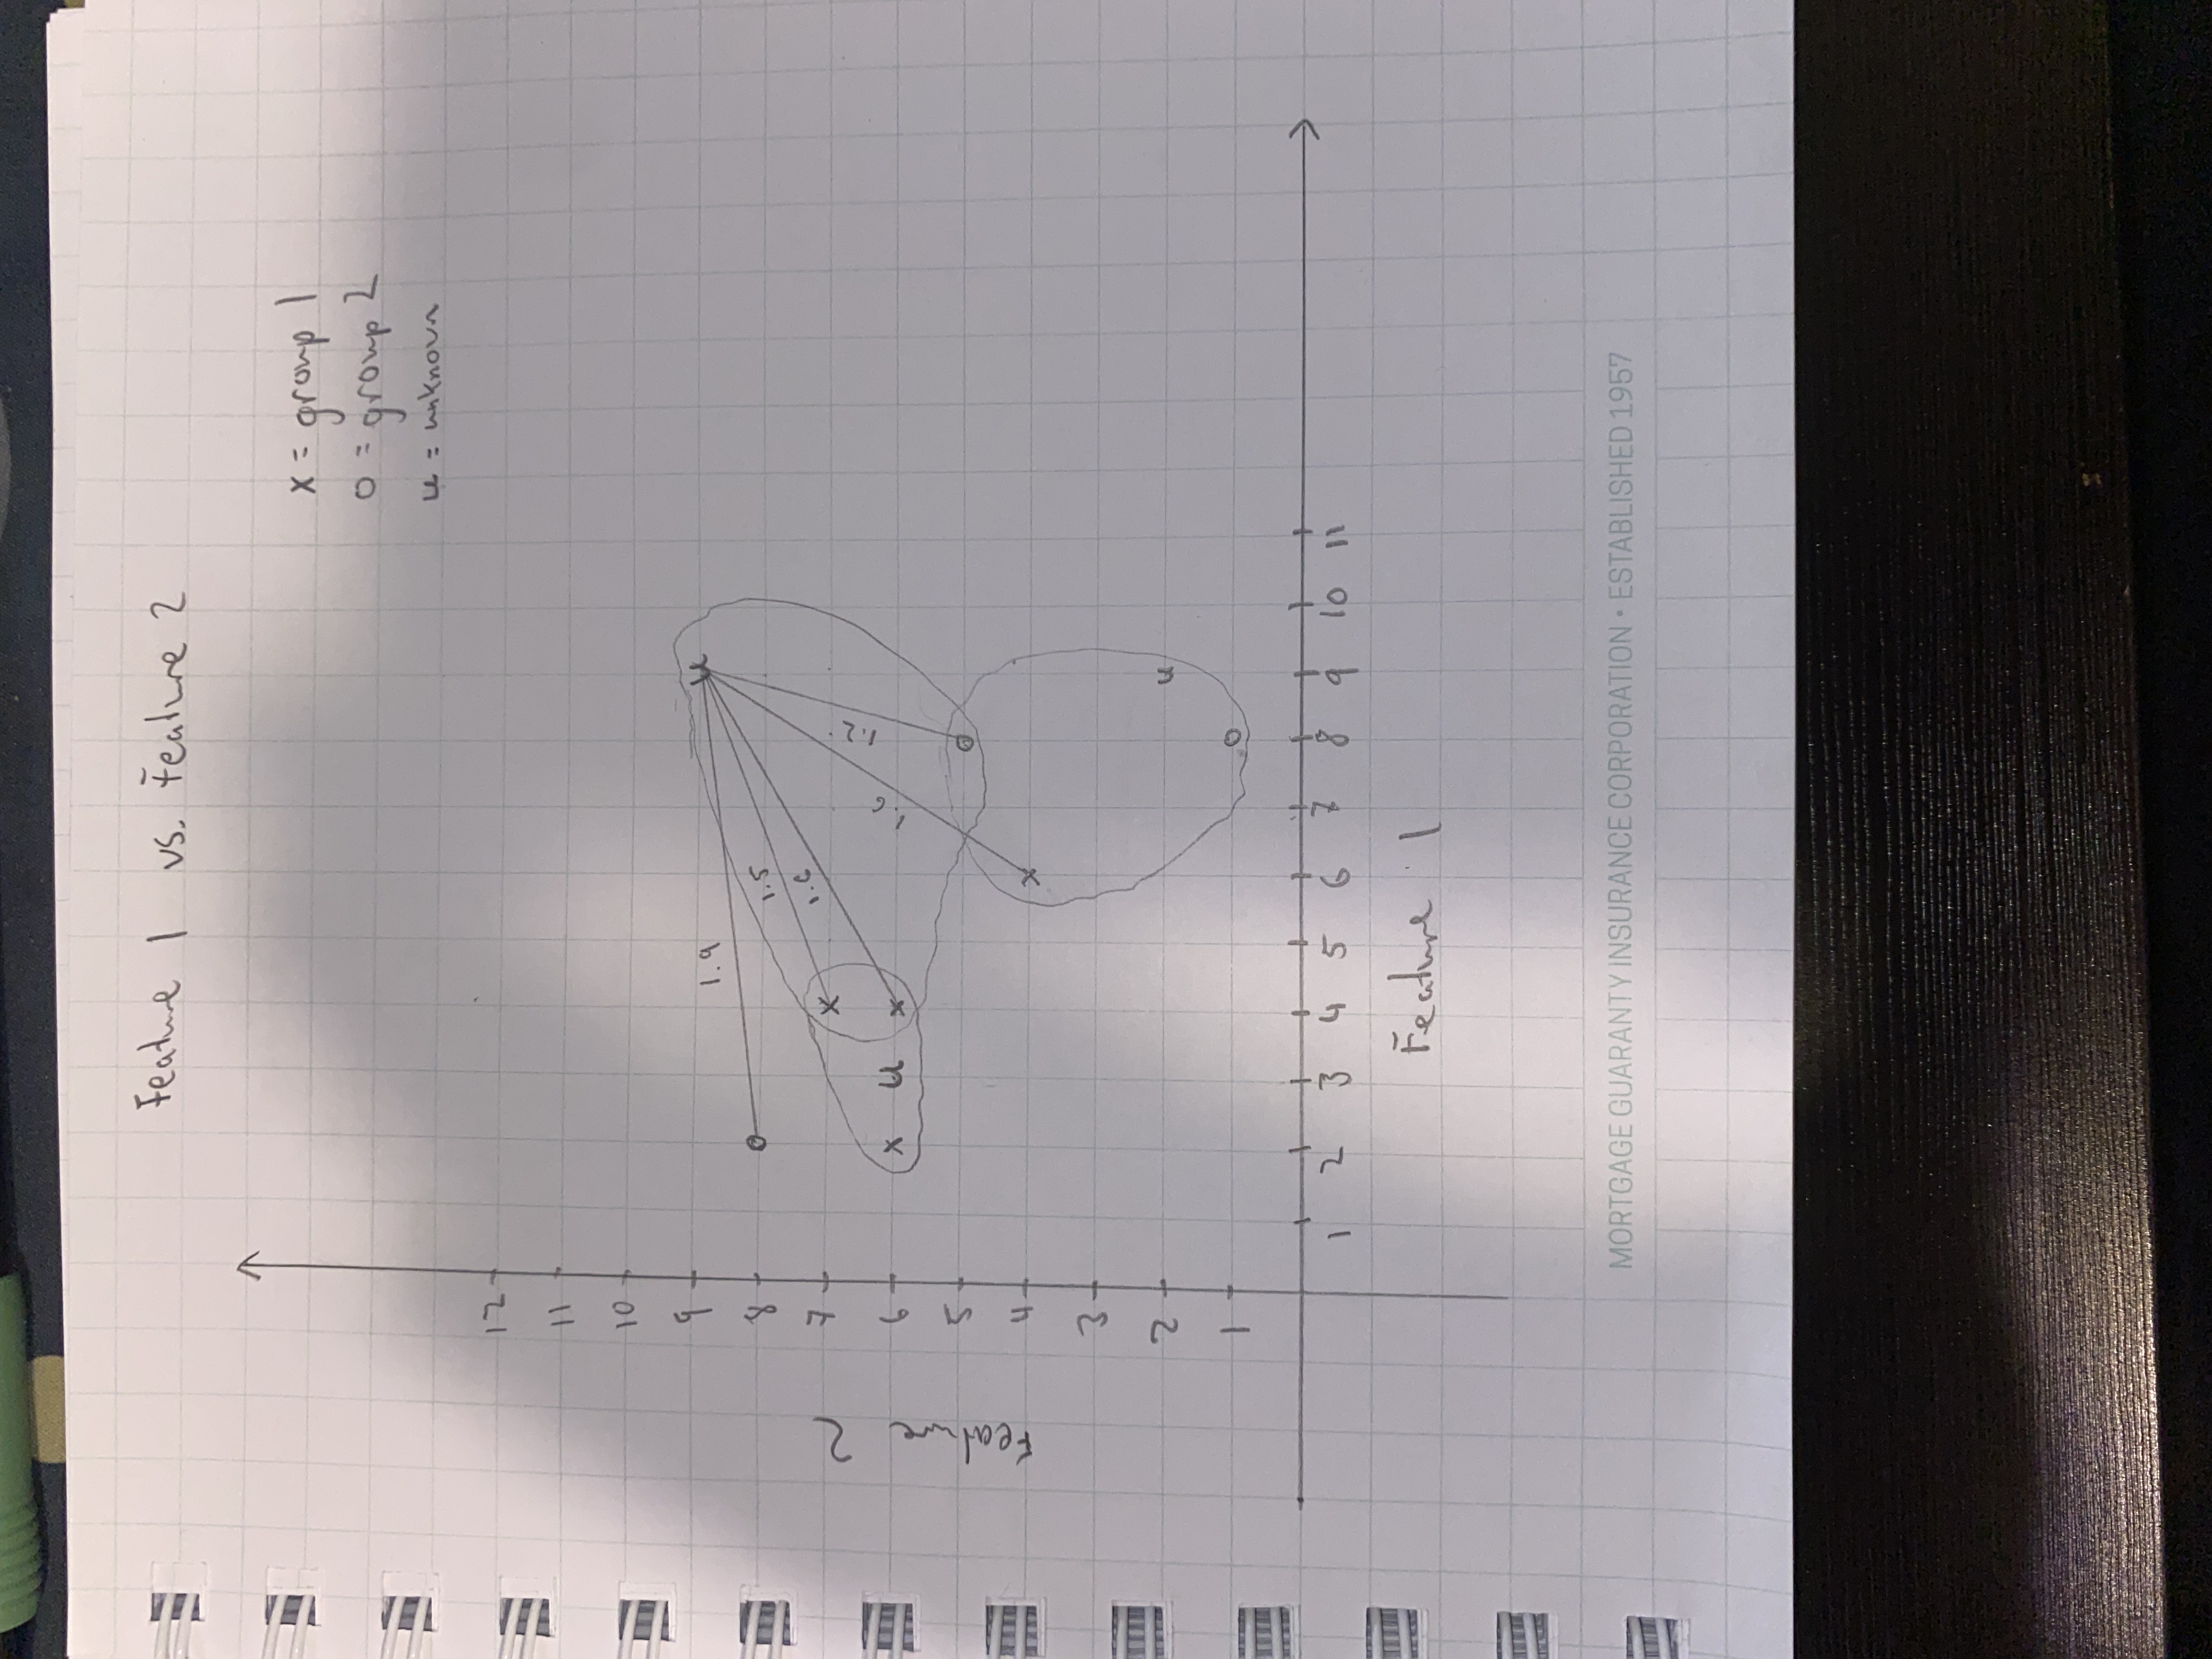 Feature 1 vs. Feature 2
x = group 1
o = group 2
u = unknown
12
11
10
9
8
7
6
5
4
3
2
1
Feature 2
u
1.9
o
1.5
1.6
x
x u x
1.6
1.2
o
x
u
o
1 2 3 4 5 6 7 8 9 10 11
Feature 1
MORTGAGE GUARANTY INSURANCE CORPORATION • ESTABLISHED 1957